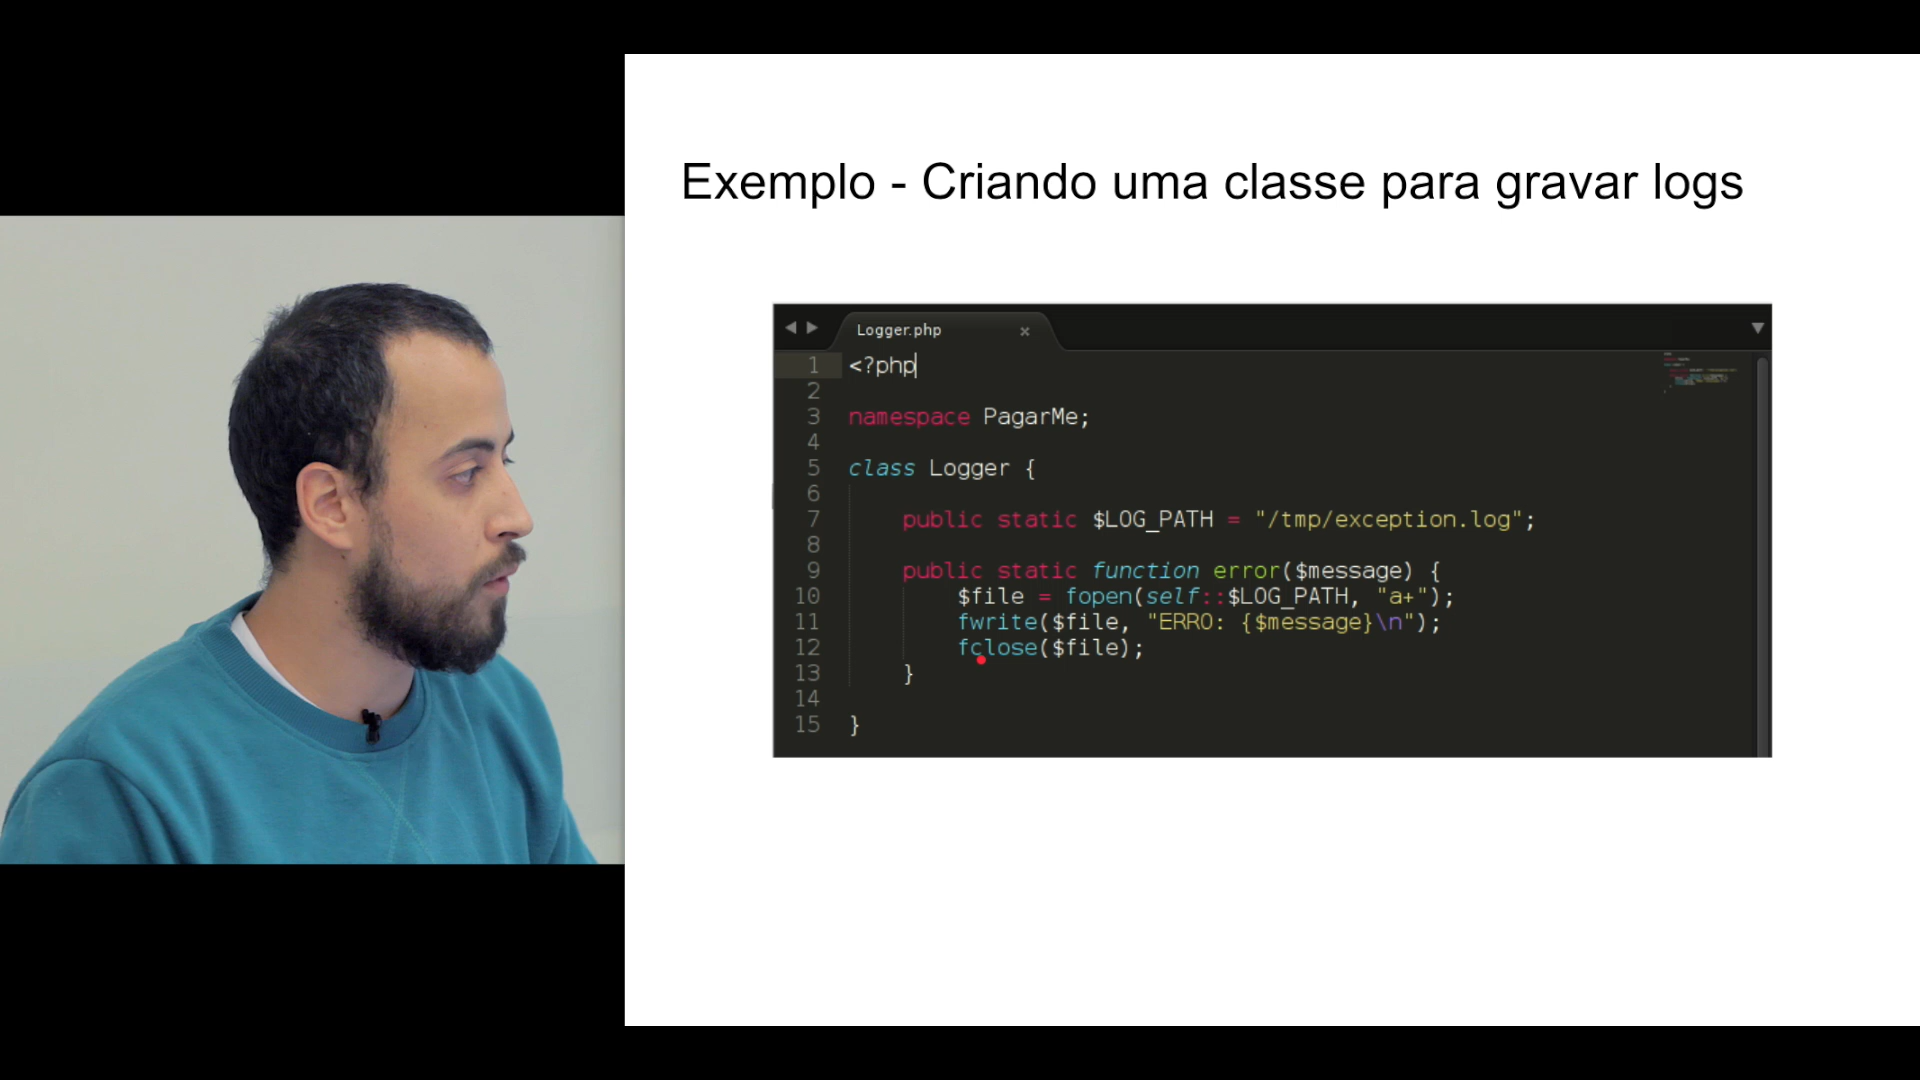 Exemplo - Criando uma classe para gravar logs
Logger.php
1 <?php
2
3 namespace PagarMe;
4
5 class Logger {
6
7 public static $LOG_PATH = "/tmp/exception.log";
8
9 public static function error($message) {
10 $file = fopen(self::$LOG_PATH, "a+");
11 fwrite($file, "ERRO: {$message}\n");
12 fclose($file);
13 }
14
15 }